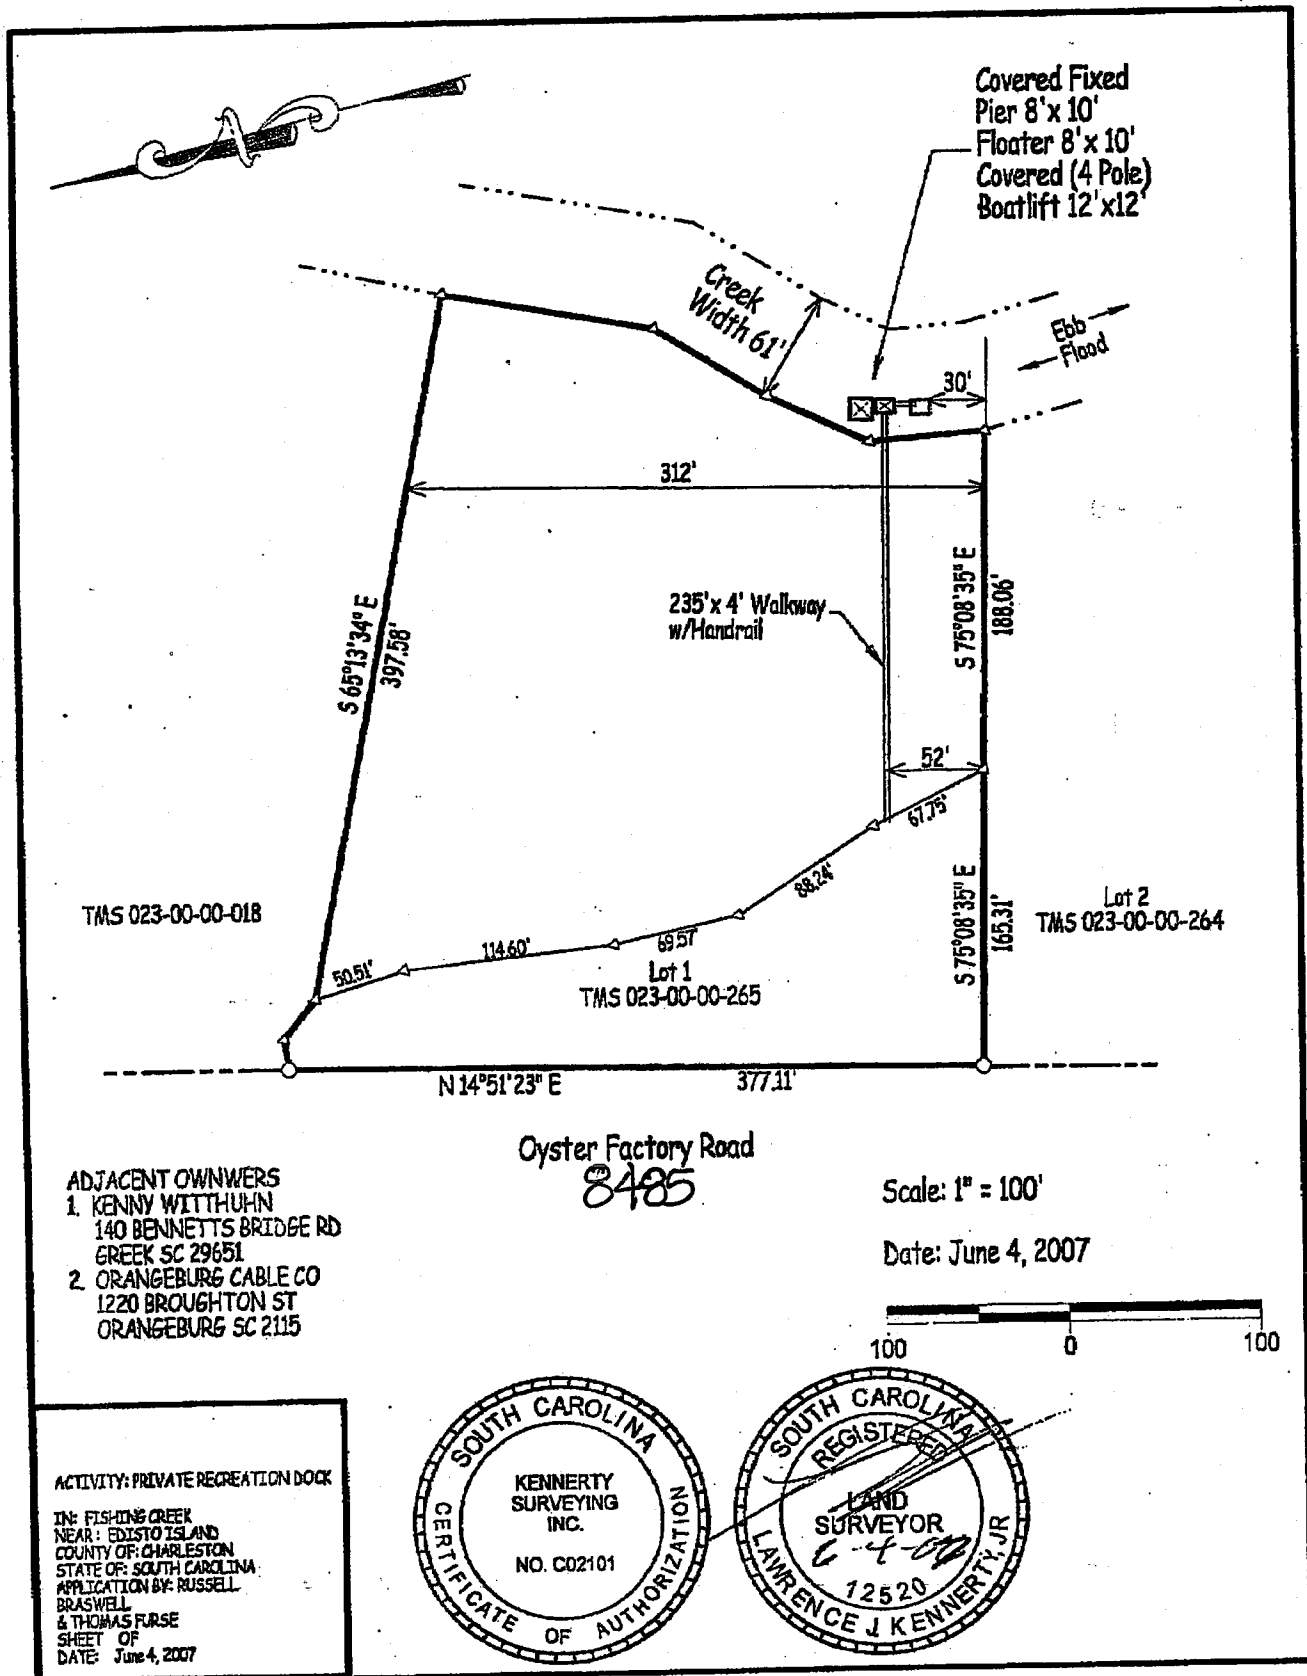 Covered Fixed
Pier 8'x 10'
Floater 8'x 10'
Covered (4 Pole)
Boatlift 12'x12'
Creek
Width 61'
Ebb
Flood
30'
312'
235'x 4' Walkway
w/Handrail
S 65°13'34" E
397.58'
S 75°08'35" E
188.06'
52'
67.75'
88.24'
69.57'
114.60'
50.51'
S 75°08'35" E
165.31'
TMS 023-00-00-018
Lot 1
TMS 023-00-00-265
Lot 2
TMS 023-00-00-264
N 14°51'23" E
377.11'
Oyster Factory Road
8485
ADJACENT OWNWERS
1. KENNY WITTHUHN
140 BENNETTS BRIDGE RD
GREEK SC 29651
2. ORANGEBURG CABLE CO
1220 BROUGHTON ST
ORANGEBURG SC 2115
Scale: 1" = 100'
Date: June 4, 2007
100 0 100
ACTIVITY: PRIVATE RECREATION DOCK
IN: FISHING CREEK
NEAR: EDISTO ISLAND
COUNTY OF: CHARLESTON
STATE OF: SOUTH CAROLINA
APPLICATION BY: RUSSELL
BRASWELL
& THOMAS FURSE
SHEET OF
DATE: June 4, 2007
SOUTH CAROLINA
KENNERTY
SURVEYING
INC.
NO. C02101
CERTIFICATE OF AUTHORIZATION
SOUTH CAROLINA
REGISTERED
LAND
SURVEYOR
12520
LAWRENCE J KENNERTY, JR